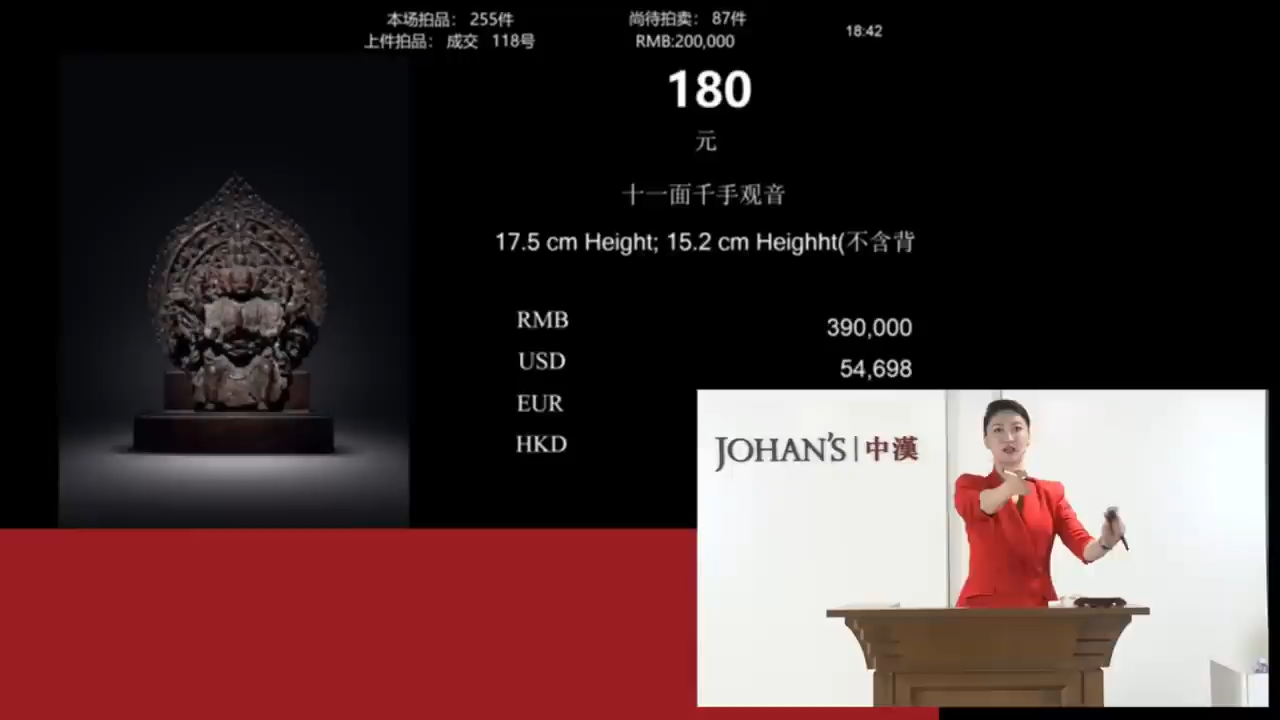 本场拍品： 255件
尚待拍卖： 87件
18:42
上件拍品： 成交 118号
RMB:200,000
180
元
十一面千手观音
17.5 cm Height; 15.2 cm Heighht(不含背
RMB 390,000
USD 54,698
EUR
HKD
JOHAN'S | 中漢